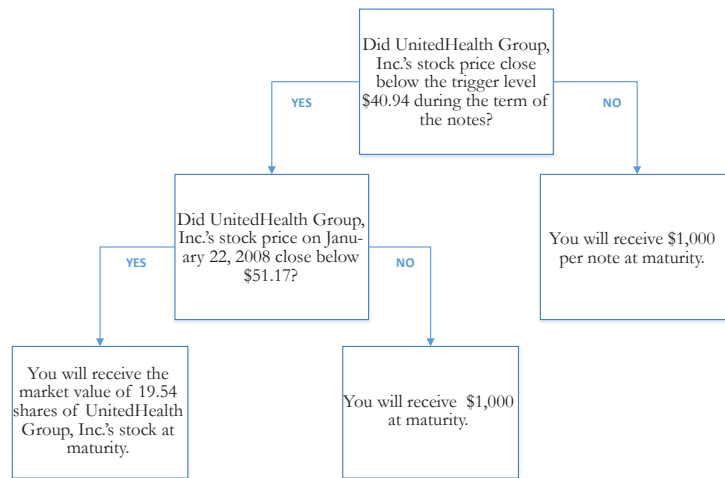 Did UnitedHealth Group,
Inc.'s stock price close
below the trigger level
$40.94 during the term of
the notes?
YES
NO
Did UnitedHealth Group,
Inc.'s stock price on Janu-
ary 22, 2008 close below
$51.17?
You will receive $1,000
per note at maturity.
YES
NO
You will receive the
market value of 19.54
shares of UnitedHealth
Group, Inc.'s stock at
maturity.
You will receive $1,000
at maturity.